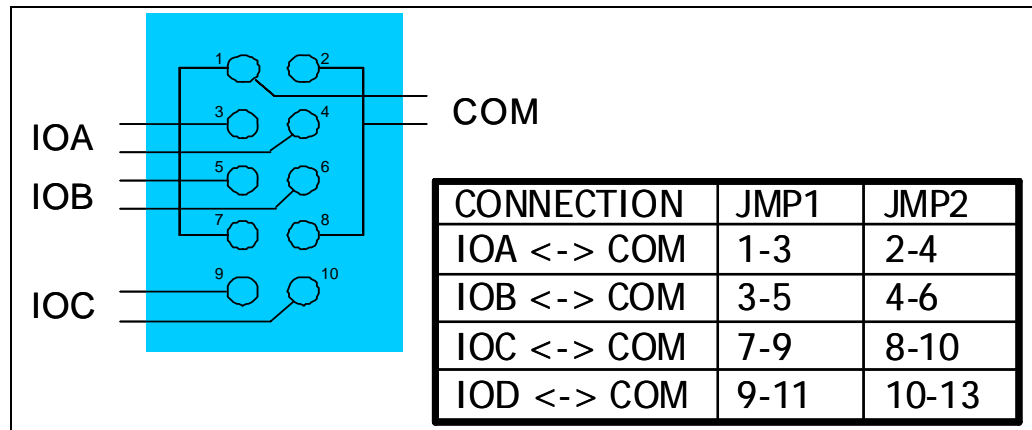 1 2
COM
3 4
IOA
5 6
IOB
7 8
9 10
IOC
CONNECTION JMP1 JMP2
IOA <-> COM 1-3 2-4
IOB <-> COM 3-5 4-6
IOC <-> COM 7-9 8-10
IOD <-> COM 9-11 10-13